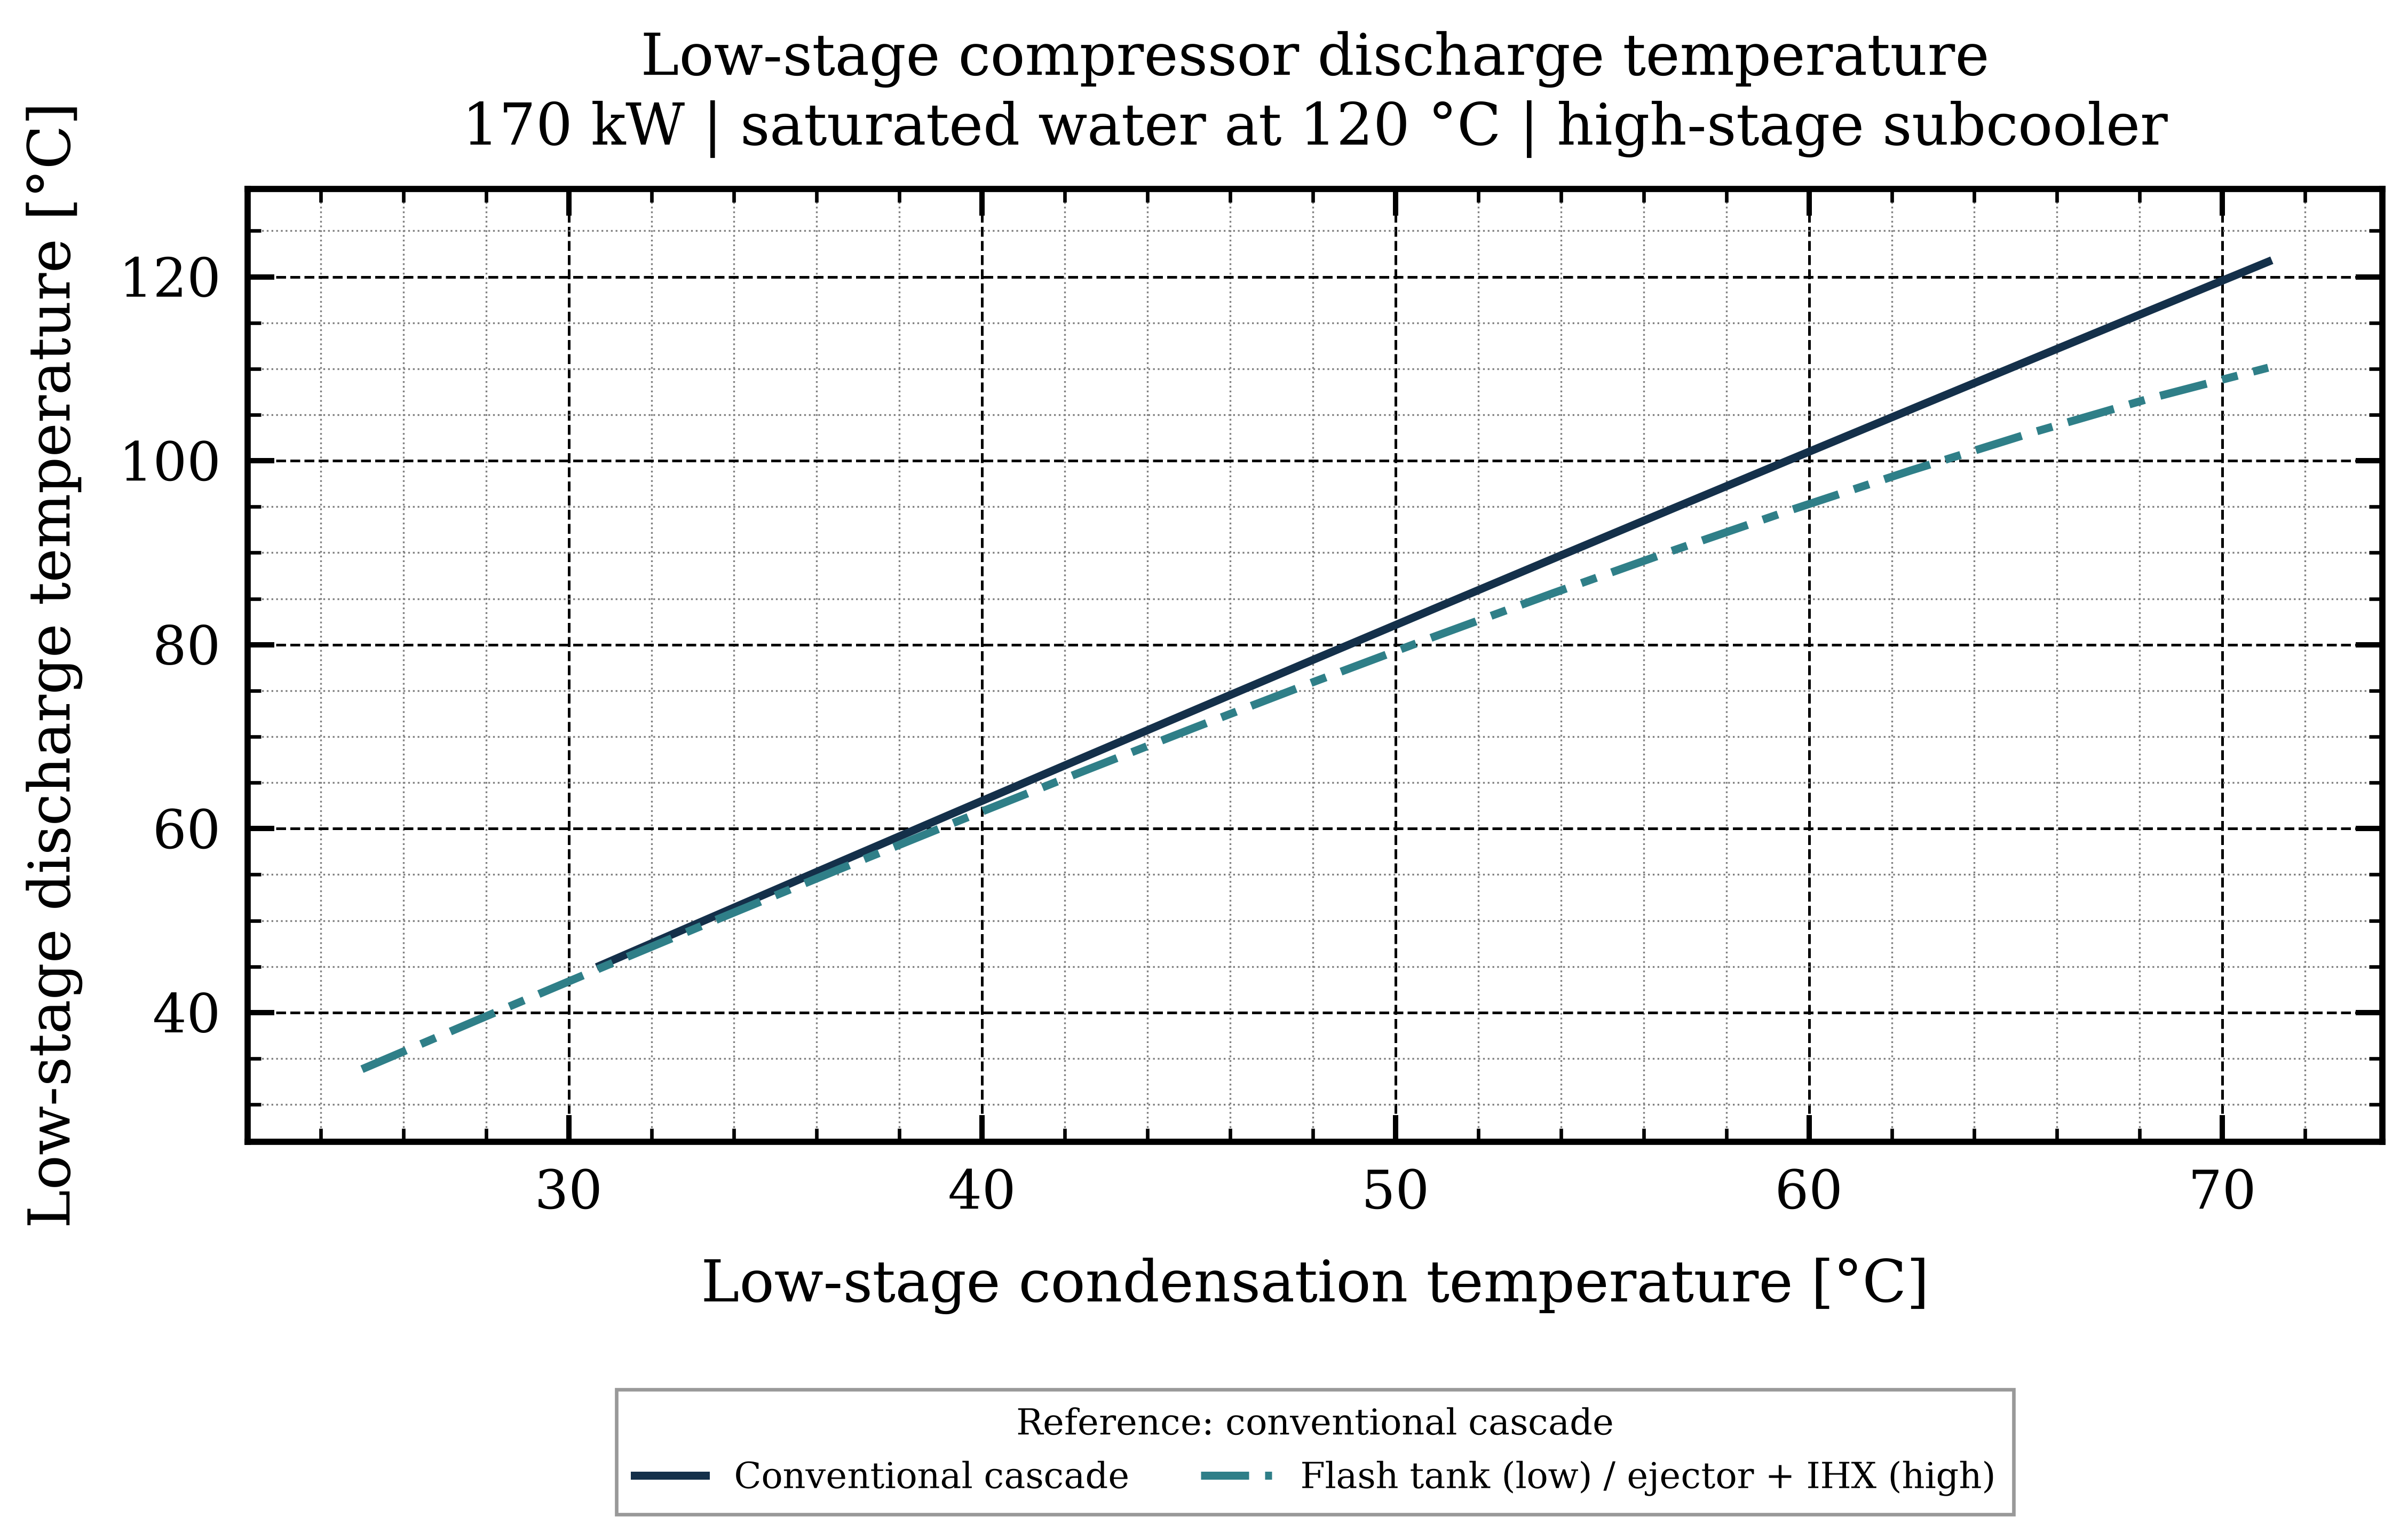 Low-stage compressor discharge temperature
170 kW | saturated water at 120 °C | high-stage subcooler
Low-stage discharge temperature [°C]
120
100
80
60
40
30 40 50 60 70
Low-stage condensation temperature [°C]
Reference: conventional cascade
Conventional cascade Flash tank (low) / ejector + IHX (high)